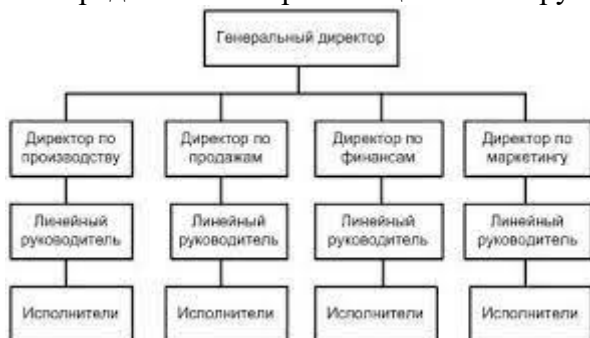 Генеральный директор
Директор по
производству
Директор по
продажам
Директор по
финансам
Директор по
маркетингу
Линейный
руководитель
Линейный
руководитель
Линейный
руководитель
Линейный
руководитель
Исполнители
Исполнители
Исполнители
Исполнители